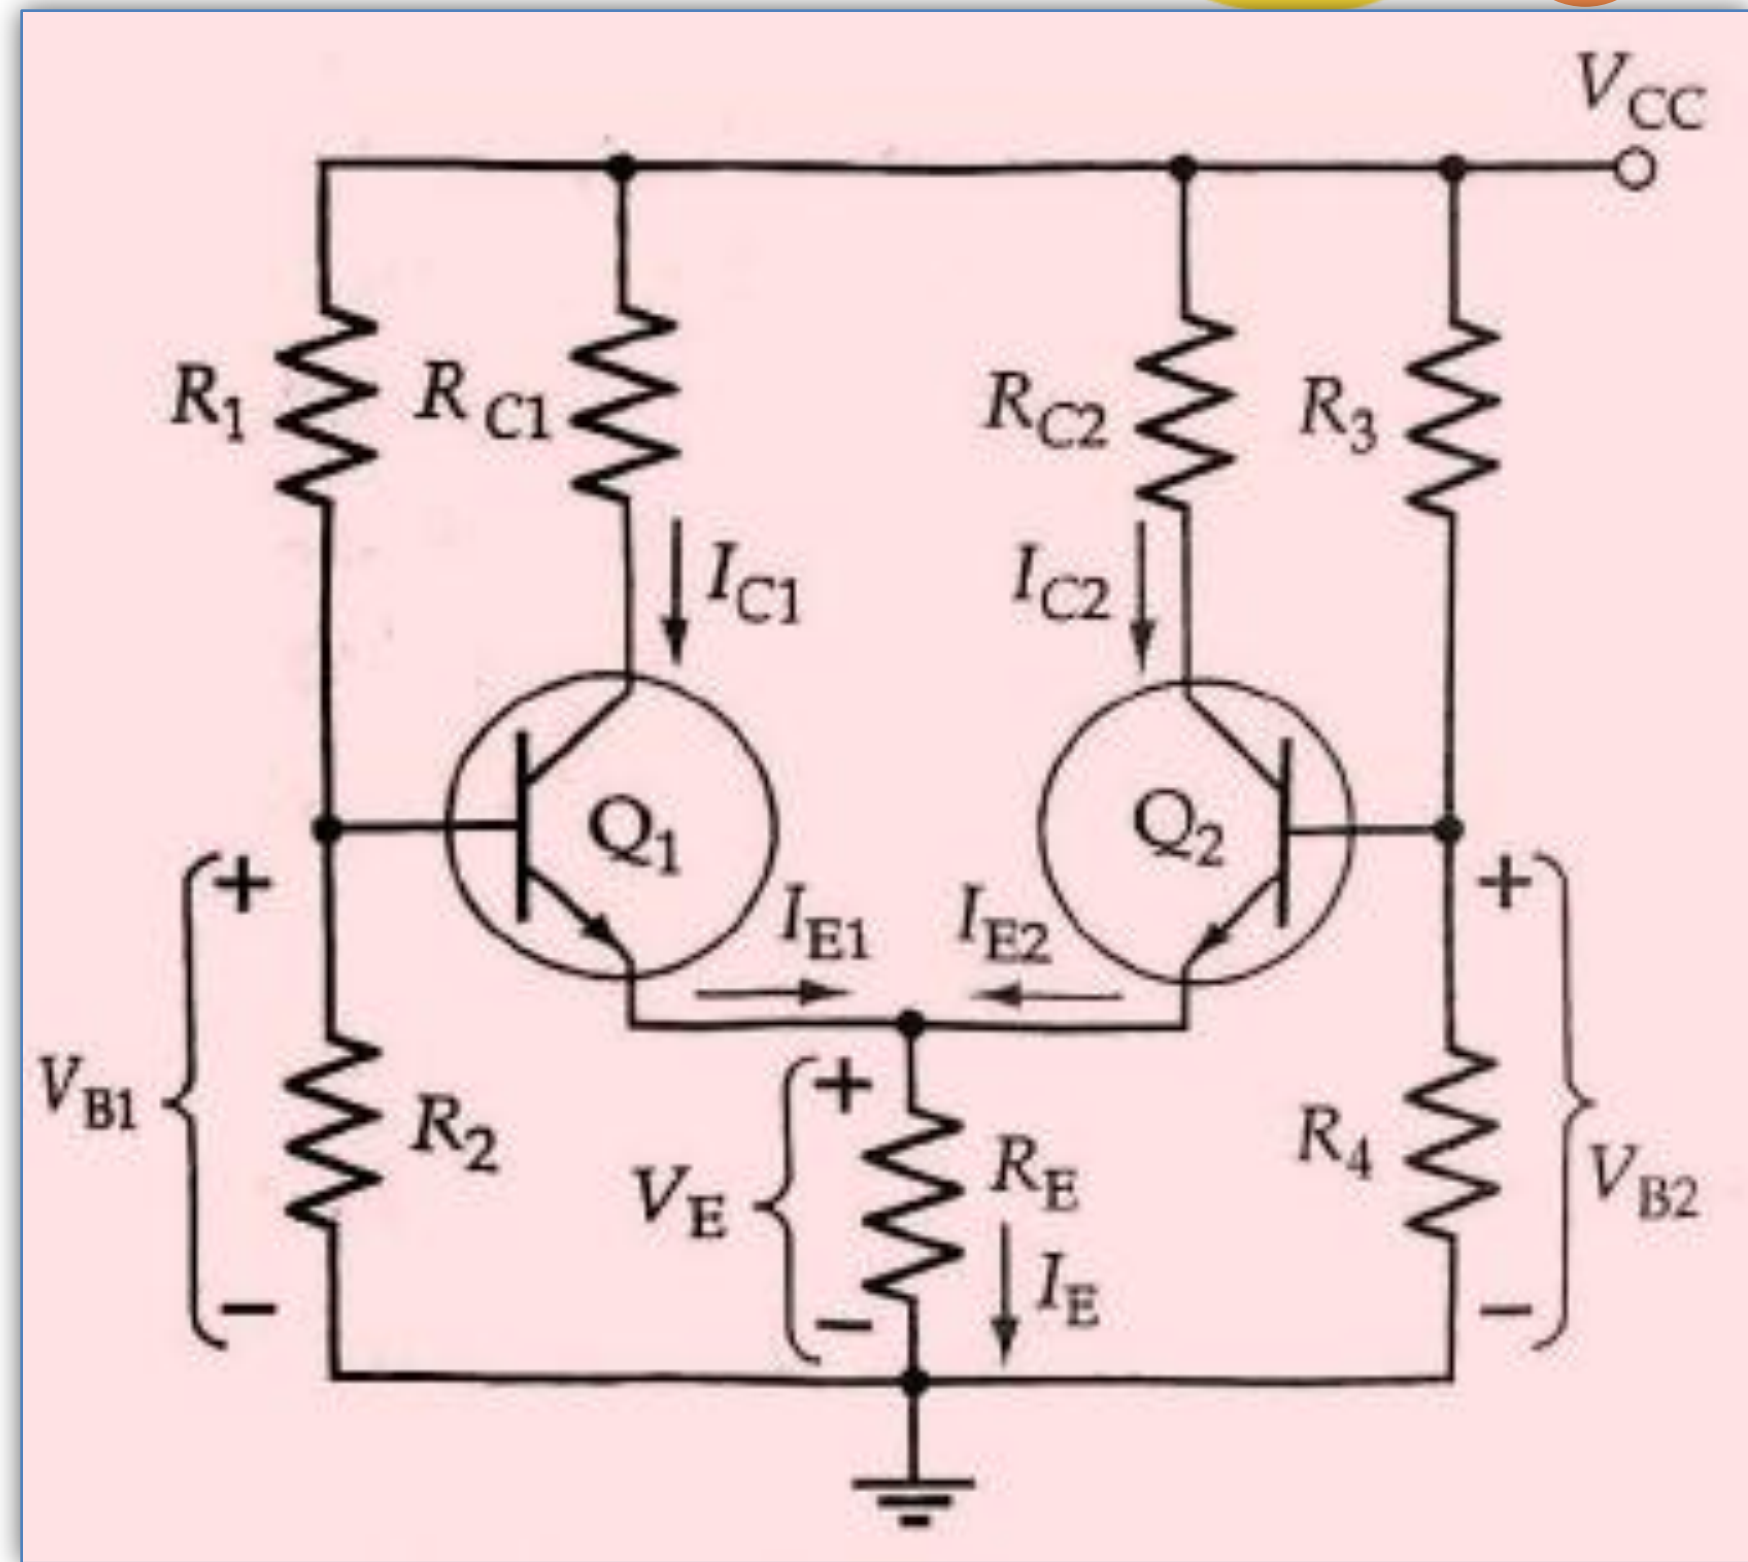 V_CC
R_1 R_C1 R_C2 R_3
I_C1 I_C2
Q_1 Q_2
+ +
I_E1 I_E2
V_B1 R_2 + R_E R_4 V_B2
V_E
I_E
− − −